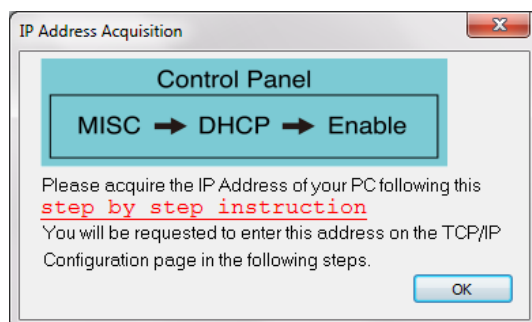 IP Address Acquisition
Control Panel
MISC → DHCP → Enable
Please acquire the IP Address of your PC following this
step by step instruction
You will be requested to enter this address on the TCP/IP
Configuration page in the following steps.
OK